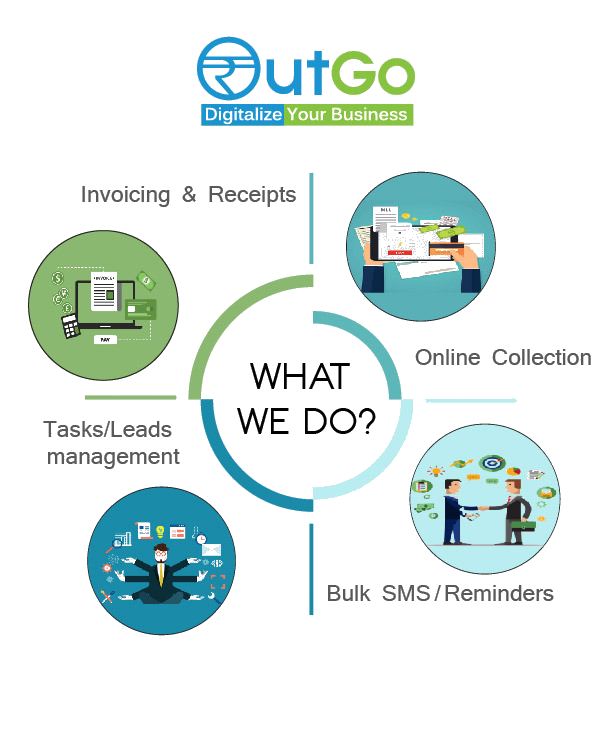 OutGo
Digitalize Your Business
Invoicing & Receipts
BILL
INVOICE
PAY
Online Collection
WHAT
WE DO?
Tasks/Leads
management
Bulk SMS/Reminders